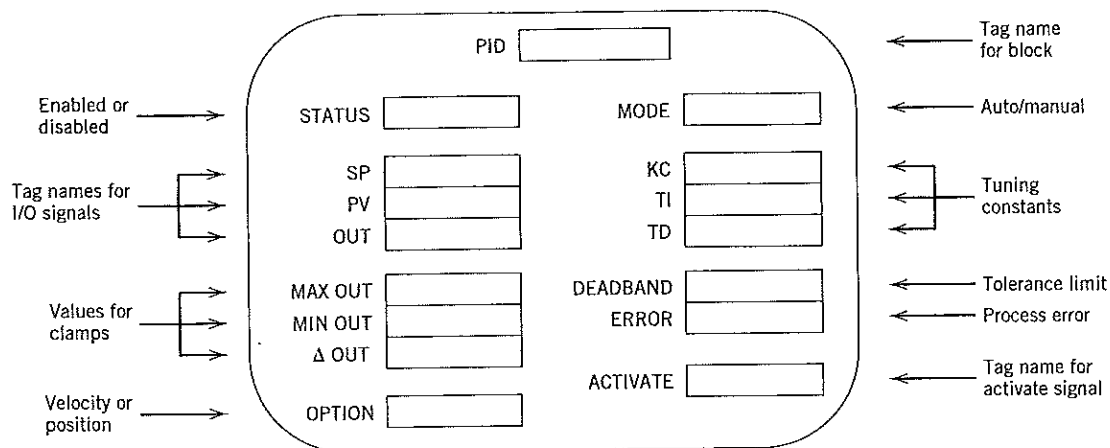 PID
Tag name
for block
Enabled or
disabled
STATUS
MODE
Auto/manual
Tag names for
I/O signals
SP
PV
OUT
KC
TI
TD
Tuning
constants
Values for
clamps
MAX OUT
MIN OUT
Δ OUT
DEADBAND
ERROR
Tolerance limit
Process error
Velocity or
position
OPTION
ACTIVATE
Tag name for
activate signal